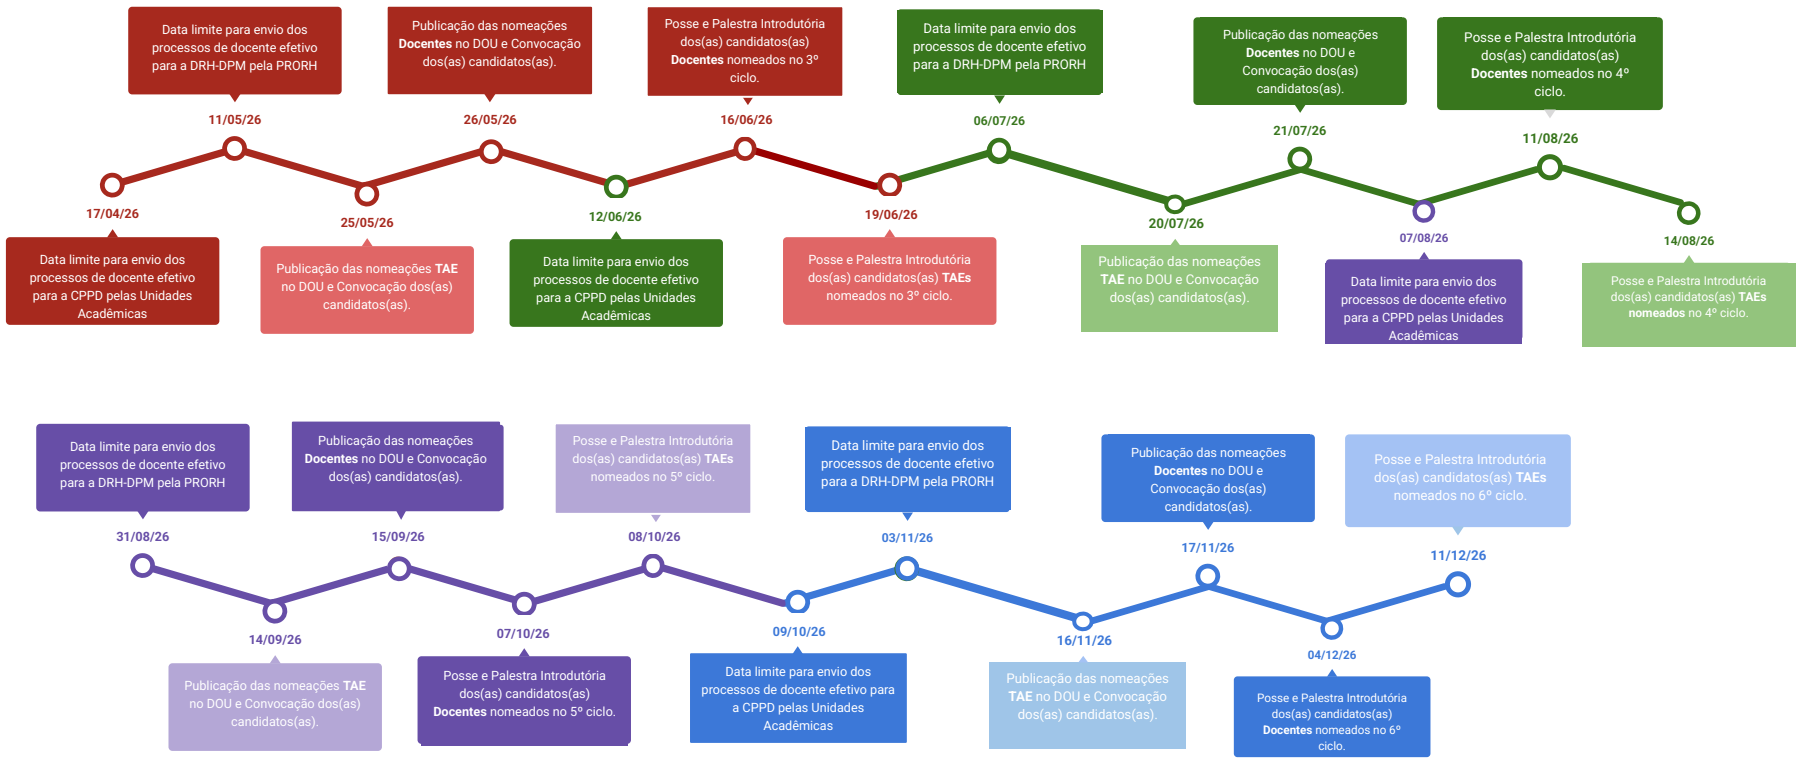 Data limite para envio dos
processos de docente efetivo
para a DRH-DPM pela PRORH
11/05/26
Publicação das nomeações
Docentes no DOU e Convocação
dos(as) candidatos(as).
26/05/26
Posse e Palestra Introdutória
dos(as) candidatos(as)
Docentes nomeados no 3º
ciclo.
16/06/26
Data limite para envio dos
processos de docente efetivo
para a DRH-DPM pela PRORH
06/07/26
Publicação das nomeações
Docentes no DOU e
Convocação dos(as)
candidatos(as).
21/07/26
Posse e Palestra Introdutória
dos(as) candidatos(as)
Docentes nomeados no 4º
ciclo.
11/08/26
17/04/26
Data limite para envio dos
processos de docente efetivo
para a CPPD pelas Unidades
Acadêmicas
25/05/26
Publicação das nomeações TAE
no DOU e Convocação dos(as)
candidatos(as).
12/06/26
Data limite para envio dos
processos de docente efetivo
para a CPPD pelas Unidades
Acadêmicas
19/06/26
Posse e Palestra Introdutória
dos(as) candidatos(as) TAEs
nomeados no 3º ciclo.
20/07/26
Publicação das nomeações
TAE no DOU e Convocação
dos(as) candidatos(as).
07/08/26
Data limite para envio dos
processos de docente efetivo
para a CPPD pelas Unidades
Acadêmicas
14/08/26
Posse e Palestra Introdutória
dos(as) candidatos(as) TAEs
nomeados no 4º ciclo.
Data limite para envio dos
processos de docente efetivo
para a DRH-DPM pela PRORH
31/08/26
Publicação das nomeações
Docentes no DOU e Convocação
dos(as) candidatos(as).
15/09/26
Posse e Palestra Introdutória
dos(as) candidatos(as) TAEs
nomeados no 5º ciclo.
08/10/26
Data limite para envio dos
processos de docente efetivo
para a DRH-DPM pela PRORH
03/11/26
Publicação das nomeações
Docentes no DOU e
Convocação dos(as)
candidatos(as).
17/11/26
Posse e Palestra Introdutória
dos(as) candidatos(as) TAEs
nomeados no 6º ciclo.
11/12/26
14/09/26
Publicação das nomeações TAE
no DOU e Convocação dos(as)
candidatos(as).
07/10/26
Posse e Palestra Introdutória
dos(as) candidatos(as)
Docentes nomeados no 5º ciclo.
09/10/26
Data limite para envio dos
processos de docente efetivo para
a CPPD pelas Unidades
Acadêmicas
16/11/26
Publicação das nomeações
TAE no DOU e Convocação
dos(as) candidatos(as).
04/12/26
Posse e Palestra Introdutória
dos(as) candidatos(as)
Docentes nomeados no 6º
ciclo.